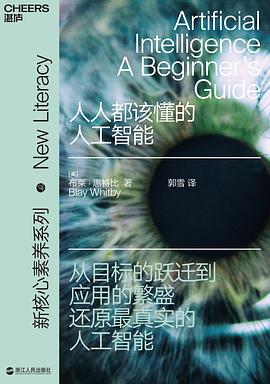 CHEERS
湛庐
New Literacy
新核心素养系列
Artificial
Intelligence
A Beginner's
Guide
人人都该懂的
人工智能
[英]
布莱·惠特比 著
Blay Whitby
郭雪 译
从目标的跃迁到
应用的繁盛
还原最真实的
人工智能
浙江人民出版社